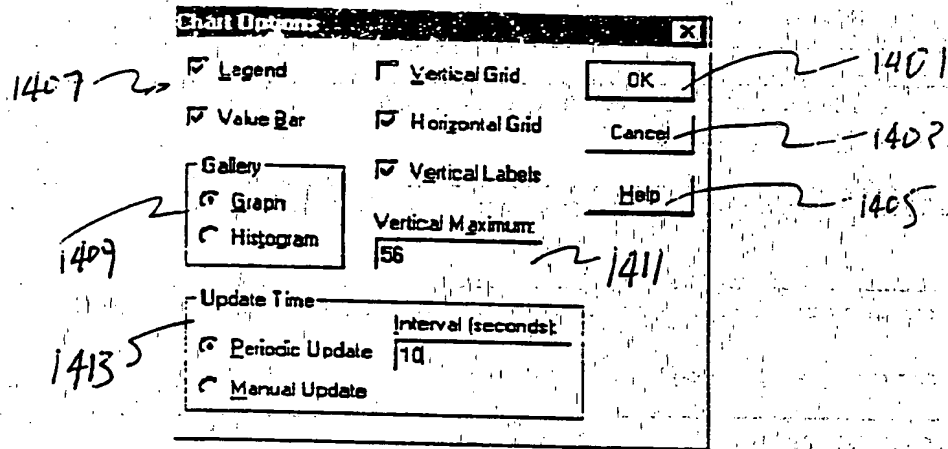 Chart Options
1407 Legend Vertical Grid OK 1401
Value Bar Horizontal Grid Cancel 1403
Gallery Vertical Labels
Graph Help 1405
1409 Histogram Vertical Maximum:
56 1411
Update Time
Interval (seconds):
Periodic Update 10
1413 Manual Update